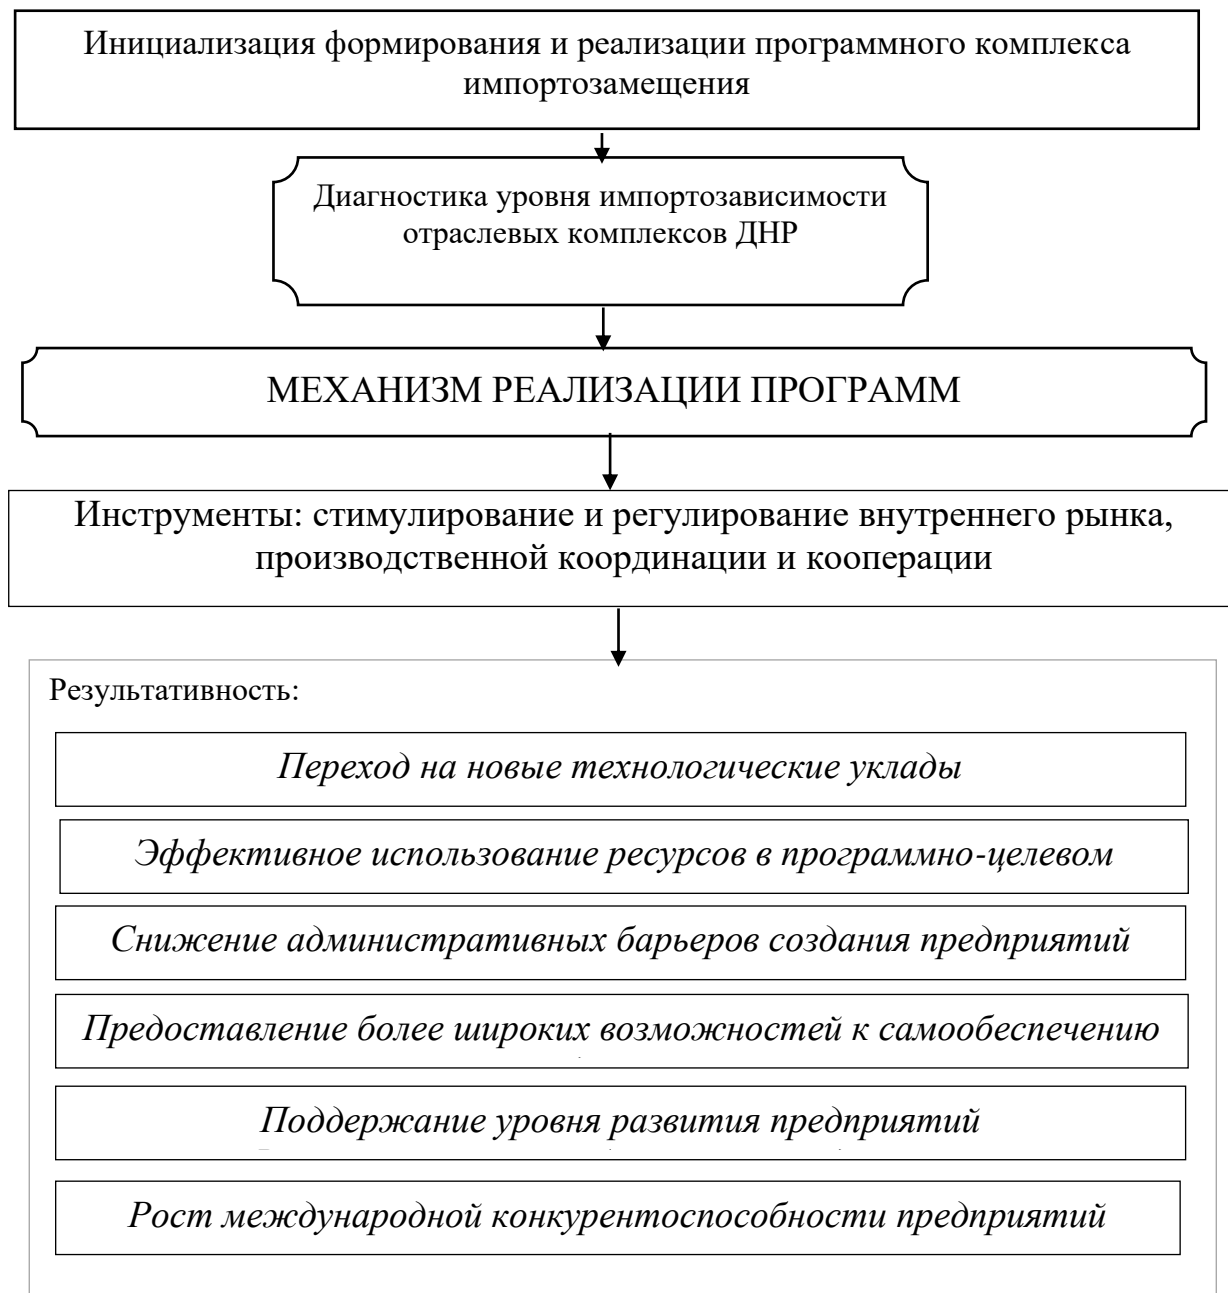 Инициализация формирования и реализации программного комплекса
импортозамещения
Диагностика уровня импортозависимости
отраслевых комплексов ДНР
МЕХАНИЗМ РЕАЛИЗАЦИИ ПРОГРАММ
Инструменты: стимулирование и регулирование внутреннего рынка,
производственной координации и кооперации
Результативность:
Переход на новые технологические уклады
Эффективное использование ресурсов в программно-целевом
Снижение административных барьеров создания предприятий
Предоставление более широких возможностей к самообеспечению
Поддержание уровня развития предприятий
Рост международной конкурентоспособности предприятий